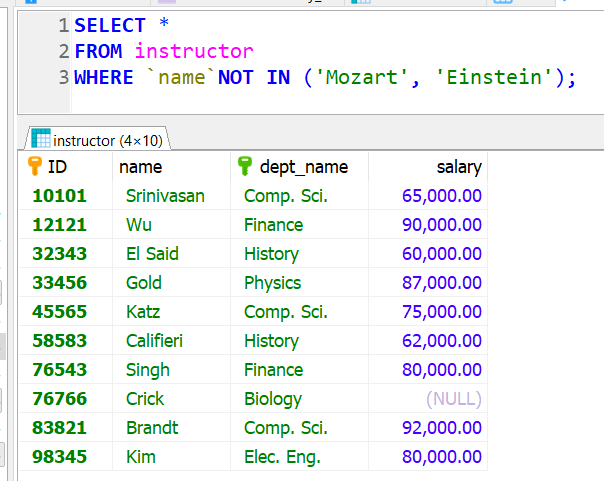 1 SELECT *
2 FROM instructor
3 WHERE `name`NOT IN ('Mozart', 'Einstein');
instructor (4×10)
ID name dept_name salary
10101 Srinivasan Comp. Sci. 65,000.00
12121 Wu Finance 90,000.00
32343 El Said History 60,000.00
33456 Gold Physics 87,000.00
45565 Katz Comp. Sci. 75,000.00
58583 Califieri History 62,000.00
76543 Singh Finance 80,000.00
76766 Crick Biology (NULL)
83821 Brandt Comp. Sci. 92,000.00
98345 Kim Elec. Eng. 80,000.00